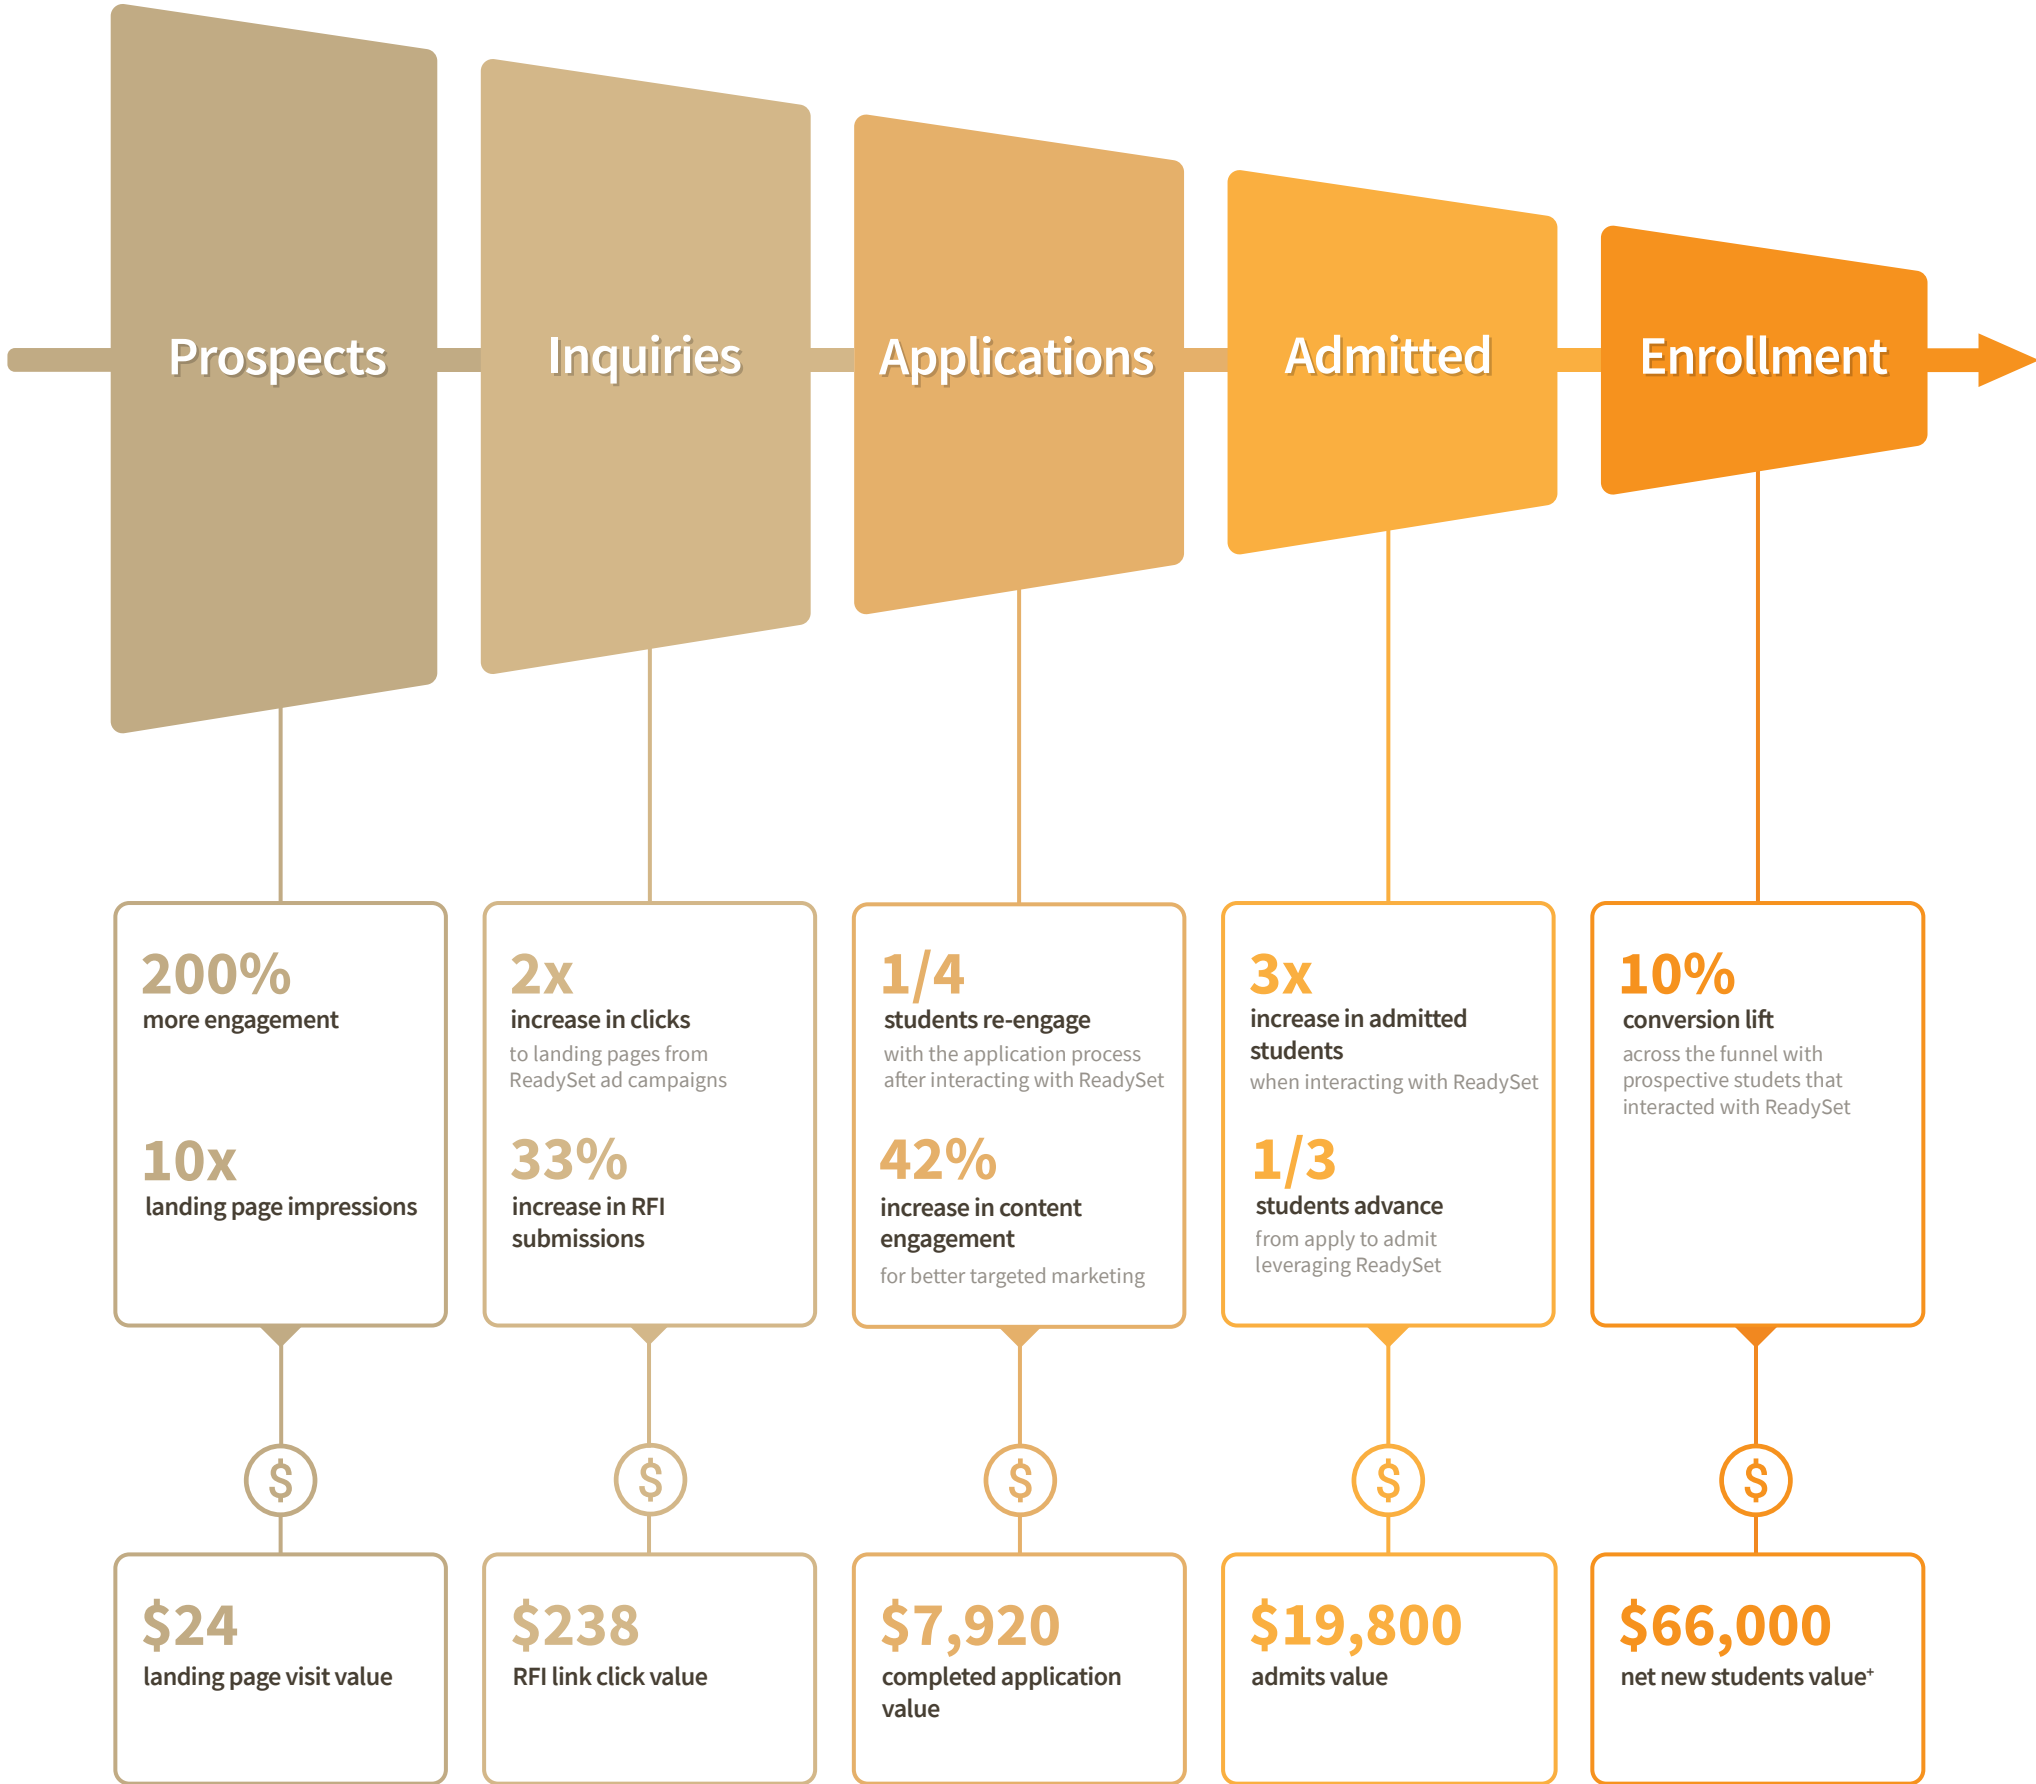 Prospects
Inquiries
Applications
Admitted
Enrollment
200%
more engagement
10x
landing page impressions
2x
increase in clicks
to landing pages from
ReadySet ad campaigns
33%
increase in RFI
submissions
1/4
students re-engage
with the application process
after interacting with ReadySet
42%
increase in content
engagement
for better targeted marketing
3x
increase in admitted
students
when interacting with ReadySet
1/3
students advance
from apply to admit
leveraging ReadySet
10%
conversion lift
across the funnel with
prospective studets that
interacted with ReadySet
$
$
$
$
$
$24
landing page visit value
$238
RFI link click value
$7,920
completed application
value
$19,800
admits value
$66,000
net new students value⁺